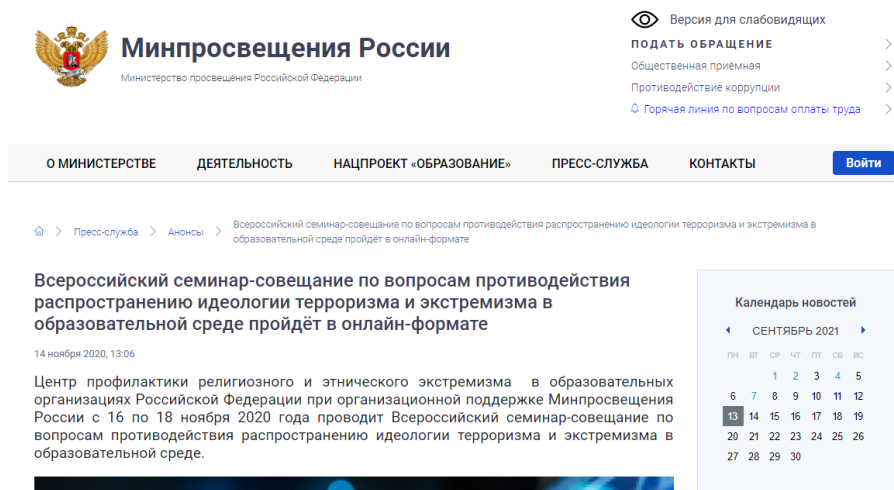 Версия для слабовидящих
Минпросвещения России
Министерство просвещения Российской Федерации
ПОДАТЬ ОБРАЩЕНИЕ
Общественная приёмная
Противодействие коррупции
Горячая линия по вопросам оплаты труда
О МИНИСТЕРСТВЕ ДЕЯТЕЛЬНОСТЬ НАЦПРОЕКТ «ОБРАЗОВАНИЕ» ПРЕСС-СЛУЖБА КОНТАКТЫ Войти
Пресс-служба Анонсы Всероссийский семинар-совещание по вопросам противодействия распространению идеологии терроризма и экстремизма в
образовательной среде пройдёт в онлайн-формате
Всероссийский семинар-совещание по вопросам противодействия
распространению идеологии терроризма и экстремизма в
образовательной среде пройдёт в онлайн-формате
14 ноября 2020, 13:06
Центр профилактики религиозного и этнического экстремизма в образовательных
организациях Российской Федерации при организационной поддержке Минпросвещения
России с 16 по 18 ноября 2020 года проводит Всероссийский семинар-совещание по
вопросам противодействия распространению идеологии терроризма и экстремизма в
образовательной среде.
Календарь новостей
СЕНТЯБРЬ 2021
ПН ВТ СР ЧТ ПТ СБ ВС
1 2 3 4 5
6 7 8 9 10 11 12
13 14 15 16 17 18 19
20 21 22 23 24 25 26
27 28 29 30